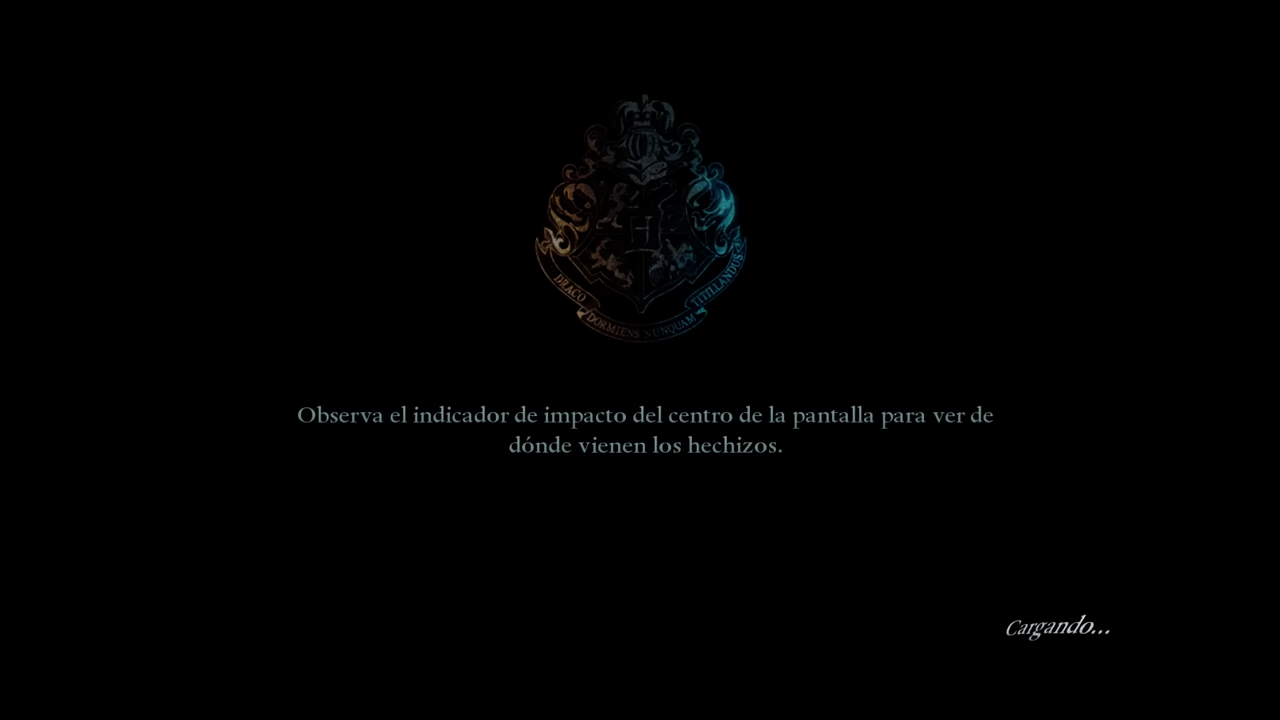 DRACO
DORMIENS NUNQUAM
TITILLANDUS
H
Observa el indicador de impacto del centro de la pantalla para ver de
dónde vienen los hechizos.
Cargando...